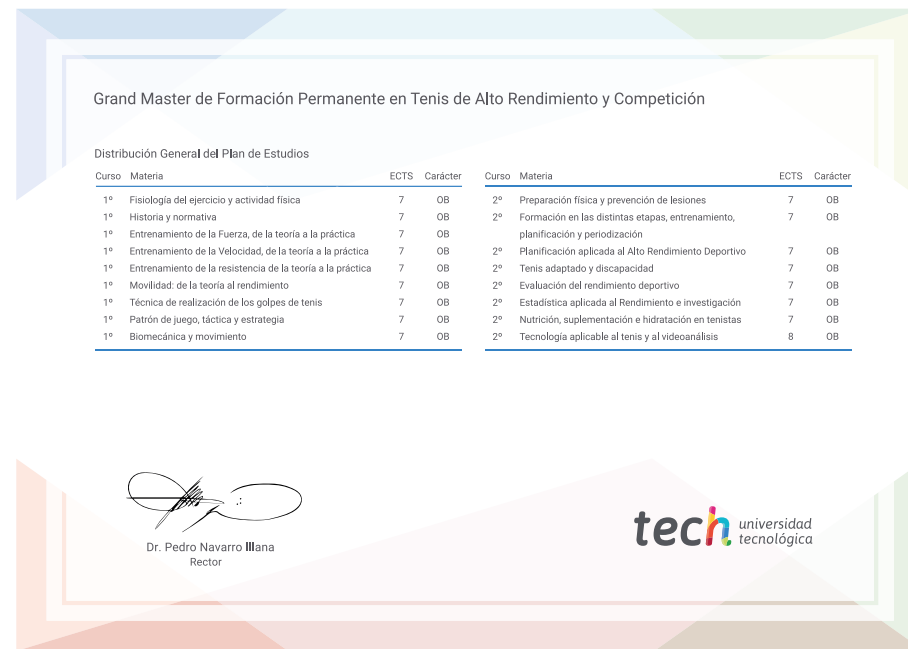 Grand Master de Formación Permanente en Tenis de Alto Rendimiento y Competición
Distribución General del Plan de Estudios
Curso Materia ECTS Carácter
1º Fisiología del ejercicio y actividad física 7 OB
1º Historia y normativa 7 OB
1º Entrenamiento de la Fuerza, de la teoría a la práctica 7 OB
1º Entrenamiento de la Velocidad, de la teoría a la práctica 7 OB
1º Entrenamiento de la resistencia de la teoría a la práctica 7 OB
1º Movilidad: de la teoría al rendimiento 7 OB
1º Técnica de realización de los golpes de tenis 7 OB
1º Patrón de juego, táctica y estrategia 7 OB
1º Biomecánica y movimiento 7 OB
Curso Materia ECTS Carácter
2º Preparación física y prevención de lesiones 7 OB
2º Formación en las distintas etapas, entrenamiento, 7 OB
planificación y periodización
2º Planificación aplicada al Alto Rendimiento Deportivo 7 OB
2º Tenis adaptado y discapacidad 7 OB
2º Evaluación del rendimiento deportivo 7 OB
2º Estadística aplicada al Rendimiento e investigación 7 OB
2º Nutrición, suplementación e hidratación en tenistas 7 OB
2º Tecnología aplicable al tenis y al videoanálisis 8 OB
Dr. Pedro Navarro Illana
Rector
tech universidad
tecnológica